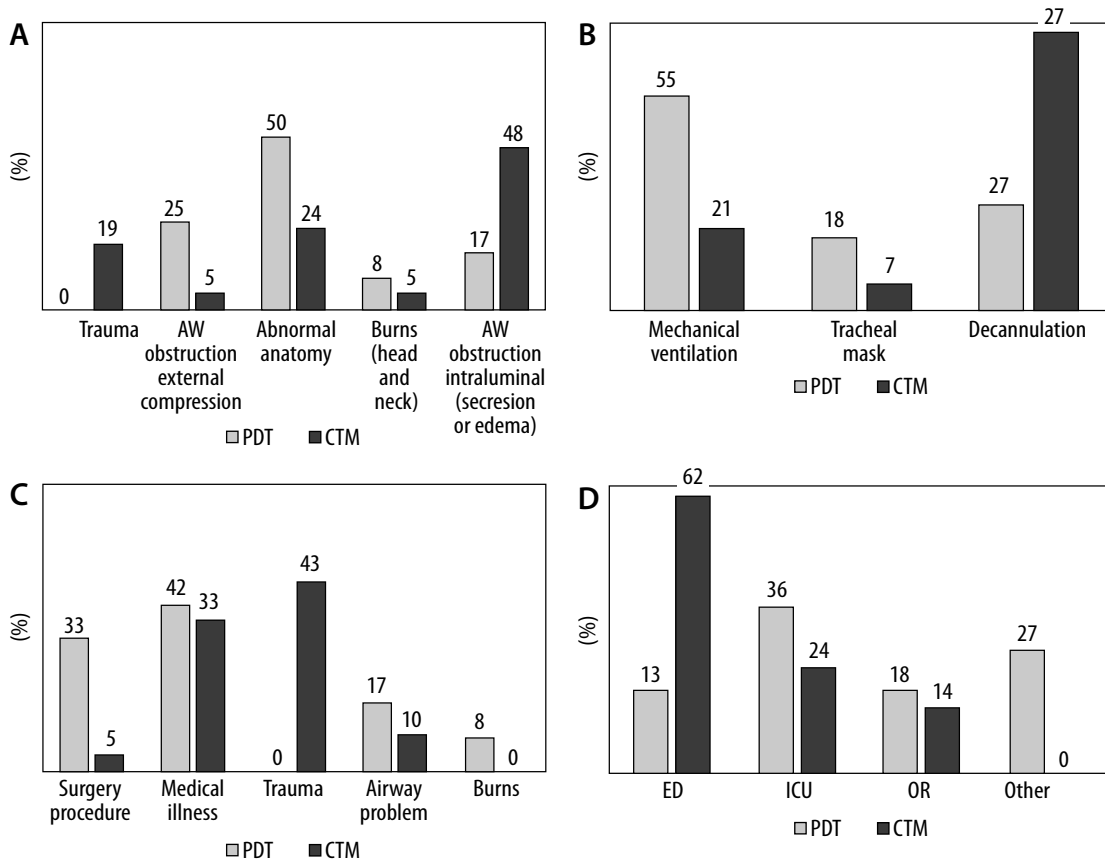 A
(%)
0
19
25
5
50
24
8
5
17
48
Trauma
AW
obstruction
external
compression
Abnormal
anatomy
Burns
(head
and
neck)
AW
obstruction
intraluminal
(secresion
or edema)
PDT CTM
B
(%)
55
21
18
7
27
27
Mechanical
ventilation
Tracheal
mask
Decannulation
PDT CTM
C
(%)
33
5
42
33
0
43
17
10
8
0
Surgery
procedure
Medical
illness
Trauma
Airway
problem
Burns
PDT CTM
D
(%)
13
62
36
24
18
14
27
0
ED
ICU
OR
Other
PDT CTM